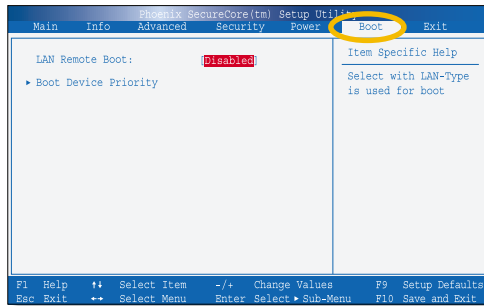 Phoenix SecureCore(tm) Setup Utility
Main Info Advanced Security Power Boot Exit
LAN Remote Boot: [Disabled]
▸ Boot Device Priority
Item Specific Help
Select with LAN-Type
is used for boot
F1 Help ↑↓ Select Item -/+ Change Values F9 Setup Defaults
Esc Exit ←→ Select Menu Enter Select ▸ Sub-Menu F10 Save and Exit